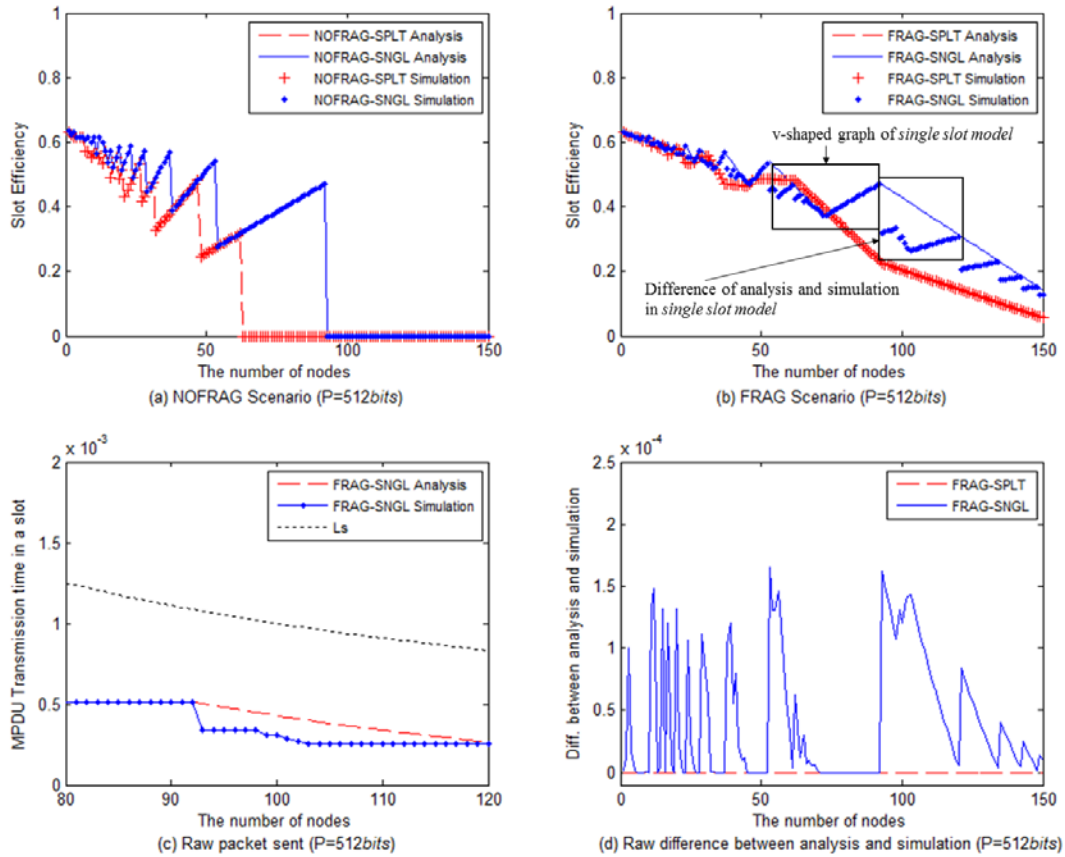 NOFRAG-SPLT Analysis
NOFRAG-SNGL Analysis
NOFRAG-SPLT Simulation
NOFRAG-SNGL Simulation
1
0.8
0.6
0.4
0.2
0
Slot Efficiency
0 50 100 150
The number of nodes
(a) NOFRAG Scenario (P=512bits)
FRAG-SPLT Analysis
FRAG-SNGL Analysis
FRAG-SPLT Simulation
FRAG-SNGL Simulation
v-shaped graph of single slot model
Difference of analysis and simulation
in single slot model
1
0.8
0.6
0.4
0.2
0
Slot Efficiency
0 50 100 150
The number of nodes
(b) FRAG Scenario (P=512bits)
x 10-3
FRAG-SNGL Analysis
FRAG-SNGL Simulation
Ls
2
1.5
1
0.5
0
MPDU Transmission time in a slot
80 90 100 110 120
The number of nodes
(c) Raw packet sent (P=512bits)
x 10-4
FRAG-SPLT
FRAG-SNGL
2.5
2
1.5
1
0.5
0
Diff. between analysis and simulation
0 50 100 150
The number of nodes
(d) Raw difference between analysis and simulation (P=512bits)